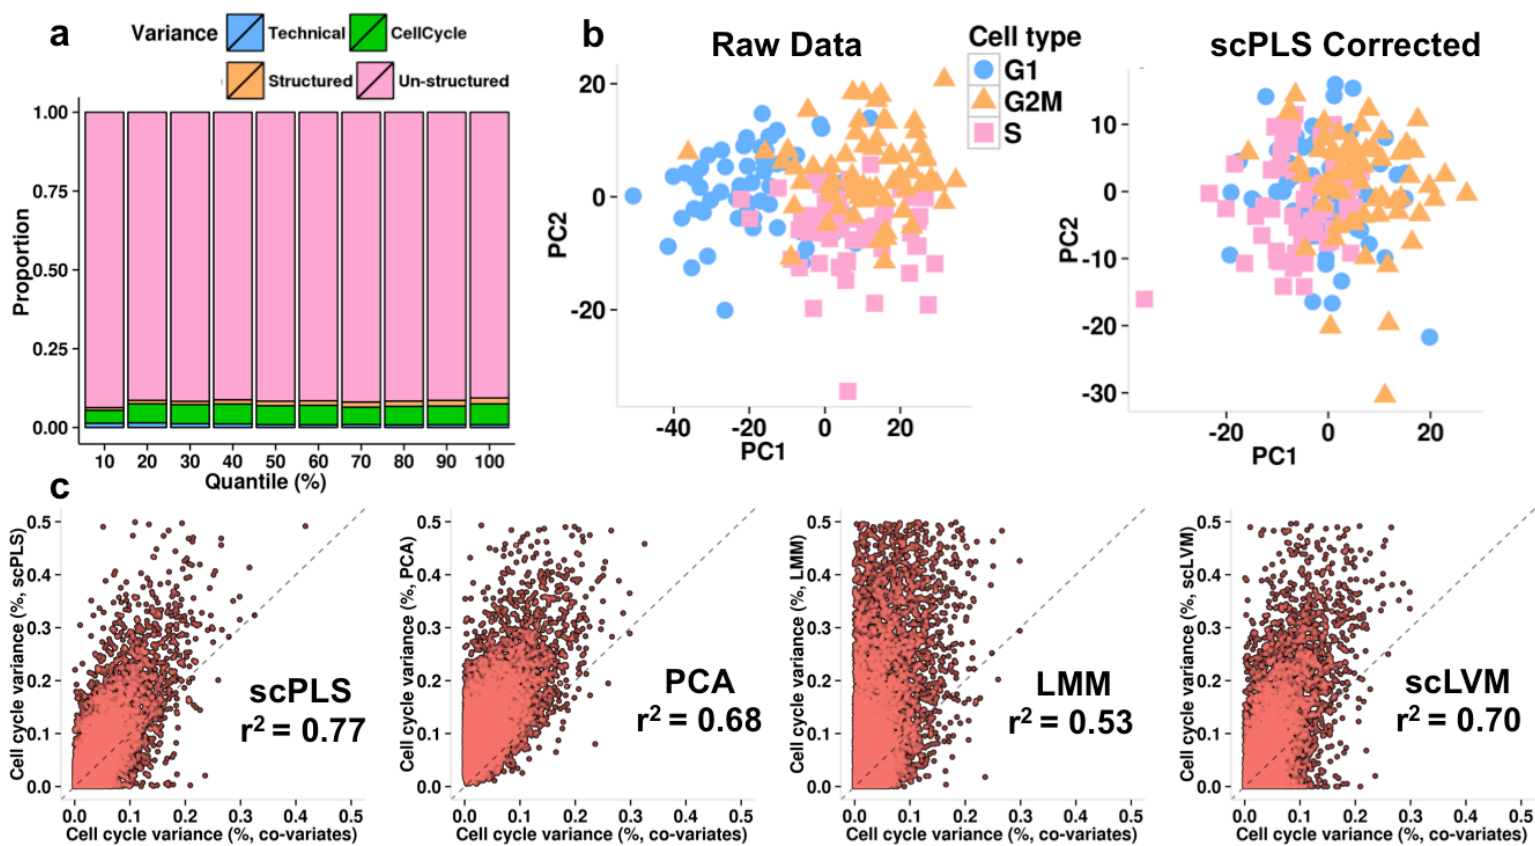 a
Variance Technical CellCycle
Structured Un-structured
Proportion
1.00
0.75
0.50
0.25
0.00
10 20 30 40 50 60 70 80 90 100
Quantile (%)
b
Raw Data
Cell type
G1
G2M
S
PC2
20
0
-20
-40 -20 0 20
PC1
scPLS Corrected
PC2
10
0
-10
-20
-30
-20 0 20
PC1
c
Cell cycle variance (%, scPLS)
0.5
0.4
0.3
0.2
0.1
0.0
scPLS
r² = 0.77
0.0 0.1 0.2 0.3 0.4 0.5
Cell cycle variance (%, co-variates)
Cell cycle variance (%, PCA)
0.5
0.4
0.3
0.2
0.1
0.0
PCA
r² = 0.68
0.0 0.1 0.2 0.3 0.4 0.5
Cell cycle variance (%, co-variates)
Cell cycle variance (%, LMM)
0.5
0.4
0.3
0.2
0.1
0.0
LMM
r² = 0.53
0.0 0.1 0.2 0.3 0.4 0.5
Cell cycle variance (%, co-variates)
Cell cycle variance (%, scLVM)
0.5
0.4
0.3
0.2
0.1
0.0
scLVM
r² = 0.70
0.0 0.1 0.2 0.3 0.4 0.5
Cell cycle variance (%, co-variates)